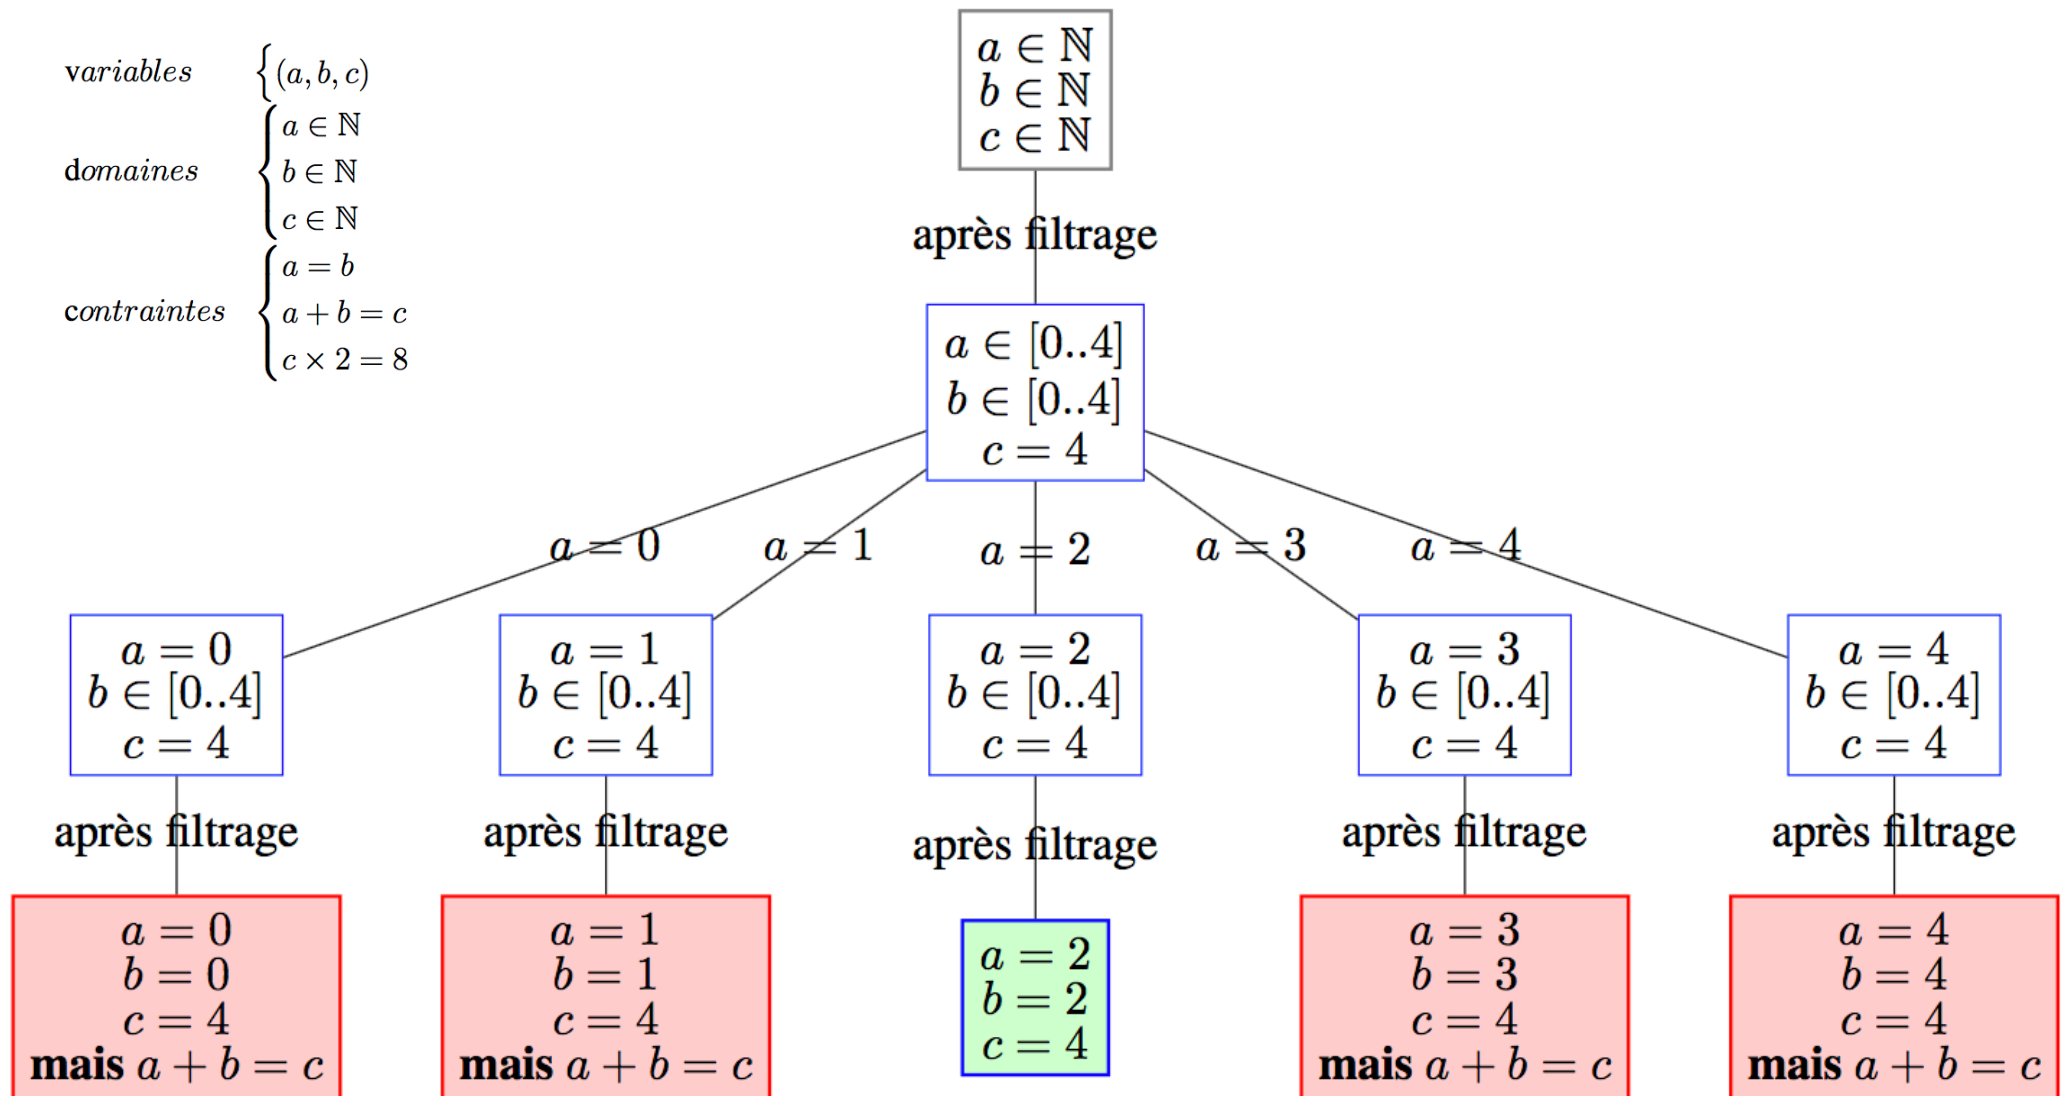 variables {(a, b, c)
domaines { a ∈ ℕ
b ∈ ℕ
c ∈ ℕ
contraintes { a = b
a + b = c
c × 2 = 8
a ∈ ℕ
b ∈ ℕ
c ∈ ℕ
après filtrage
a ∈ [0..4]
b ∈ [0..4]
c = 4
a = 0
a = 1
a = 2
a = 3
a = 4
a = 0
b ∈ [0..4]
c = 4
a = 1
b ∈ [0..4]
c = 4
a = 2
b ∈ [0..4]
c = 4
a = 3
b ∈ [0..4]
c = 4
a = 4
b ∈ [0..4]
c = 4
après filtrage
après filtrage
après filtrage
après filtrage
après filtrage
a = 0
b = 0
c = 4
mais a + b = c
a = 1
b = 1
c = 4
mais a + b = c
a = 2
b = 2
c = 4
a = 3
b = 3
c = 4
mais a + b = c
a = 4
b = 4
c = 4
mais a + b = c